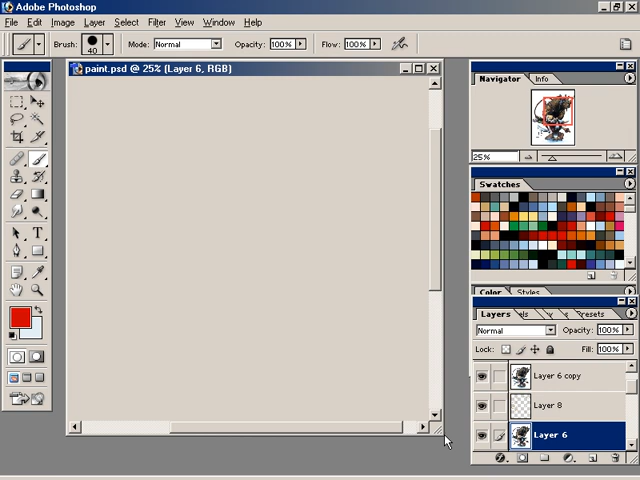 Adobe Photoshop
File Edit Image Layer Select Filter View Window Help
Brush: 40 Mode: Normal Opacity: 100% Flow: 100%
paint.psd @ 25% (Layer 6, RGB)
Navigator Info
25%
Swatches
Color Styles
Layers
Normal Opacity: 100%
Lock: Fill: 100%
Layer 6 copy
Layer 8
Layer 6
T